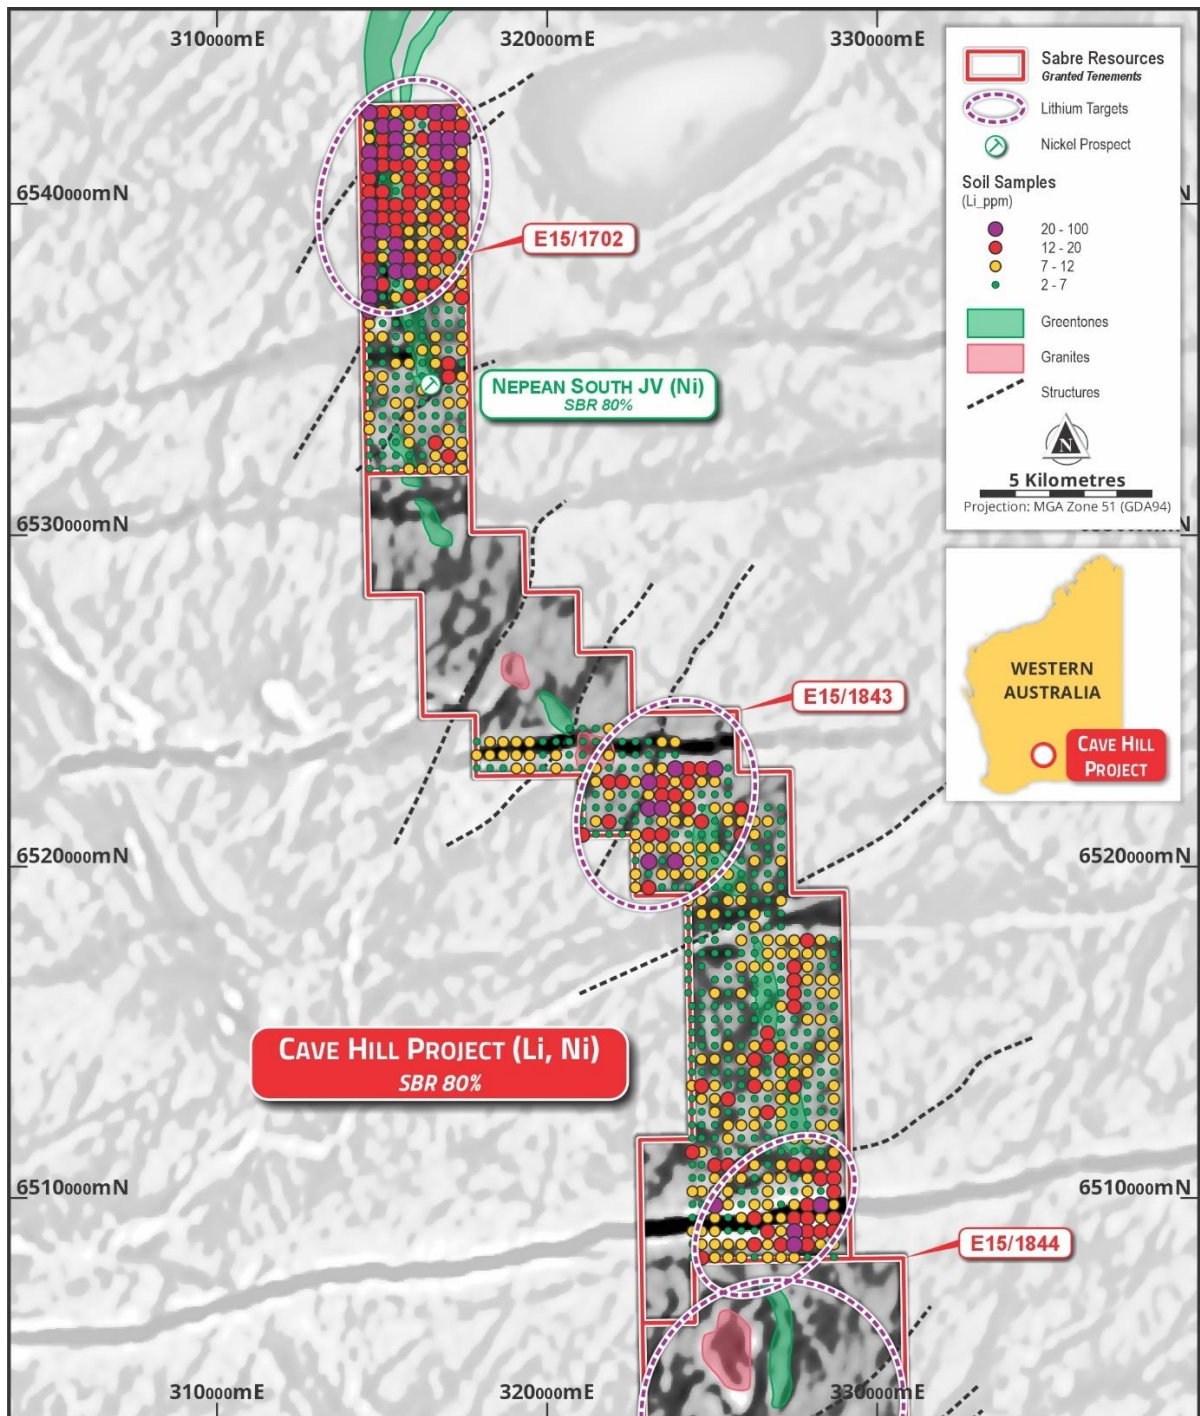 310000mE
320000mE
330000mE
Sabre Resources
Granted Tenements
Lithium Targets
Nickel Prospect
Soil Samples
(Li_ppm)
20 - 100
12 - 20
7 - 12
2 - 7
Greentones
Granites
Structures
N
5 Kilometres
Projection: MGA Zone 51 (GDA94)
6540000mN
N
E15/1702
NEPEAN SOUTH JV (Ni)
SBR 80%
6530000mN
WESTERN
AUSTRALIA
CAVE HILL
PROJECT
E15/1843
6520000mN
6520000mN
CAVE HILL PROJECT (Li, Ni)
SBR 80%
6510000mN
6510000mN
E15/1844
310000mE
320000mE
330000mE